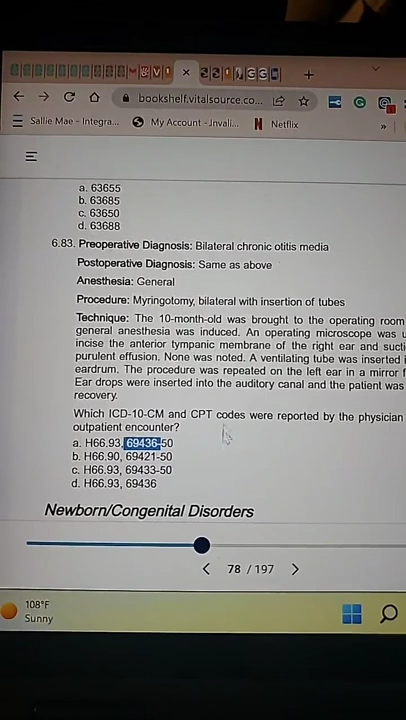 bookshelf.vitalsource.co...
Sallie Mae - Integra... My Account - Jnvali... N Netflix »
a. 63655
b. 63685
c. 63650
d. 63688
6.83. Preoperative Diagnosis: Bilateral chronic otitis media
Postoperative Diagnosis: Same as above
Anesthesia: General
Procedure: Myringotomy, bilateral with insertion of tubes
Technique: The 10-month-old was brought to the operating room
general anesthesia was induced. An operating microscope was u
incise the anterior tympanic membrane of the right ear and sucti
purulent effusion. None was noted. A ventilating tube was inserted i
eardrum. The procedure was repeated on the left ear in a mirror f
Ear drops were inserted into the auditory canal and the patient was
recovery.
Which ICD-10-CM and CPT codes were reported by the physician
outpatient encounter?
a. H66.93, 69436-50
b. H66.90, 69421-50
c. H66.93, 69433-50
d. H66.93, 69436
Newborn/Congenital Disorders
< 78 / 197 >
108°F
Sunny